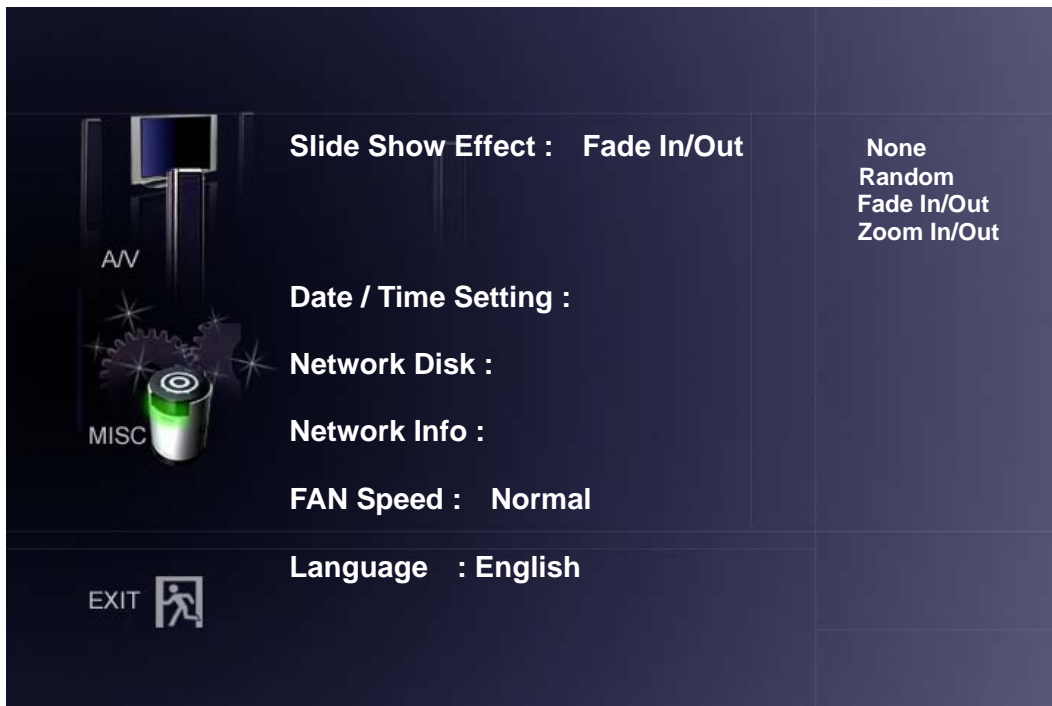 A/V
MISC
EXIT
Slide Show Effect : Fade In/Out
Date / Time Setting :
Network Disk :
Network Info :
FAN Speed : Normal
Language : English
None
Random
Fade In/Out
Zoom In/Out